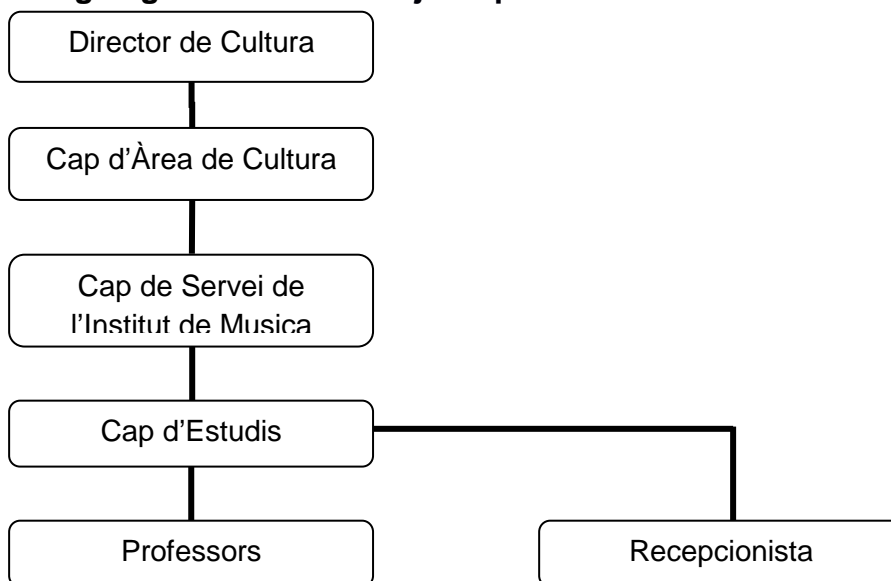 Director de Cultura
Cap d’Àrea de Cultura
Cap de Servei de
l’Institut de Musica
Cap d’Estudis
Professors
Recepcionista